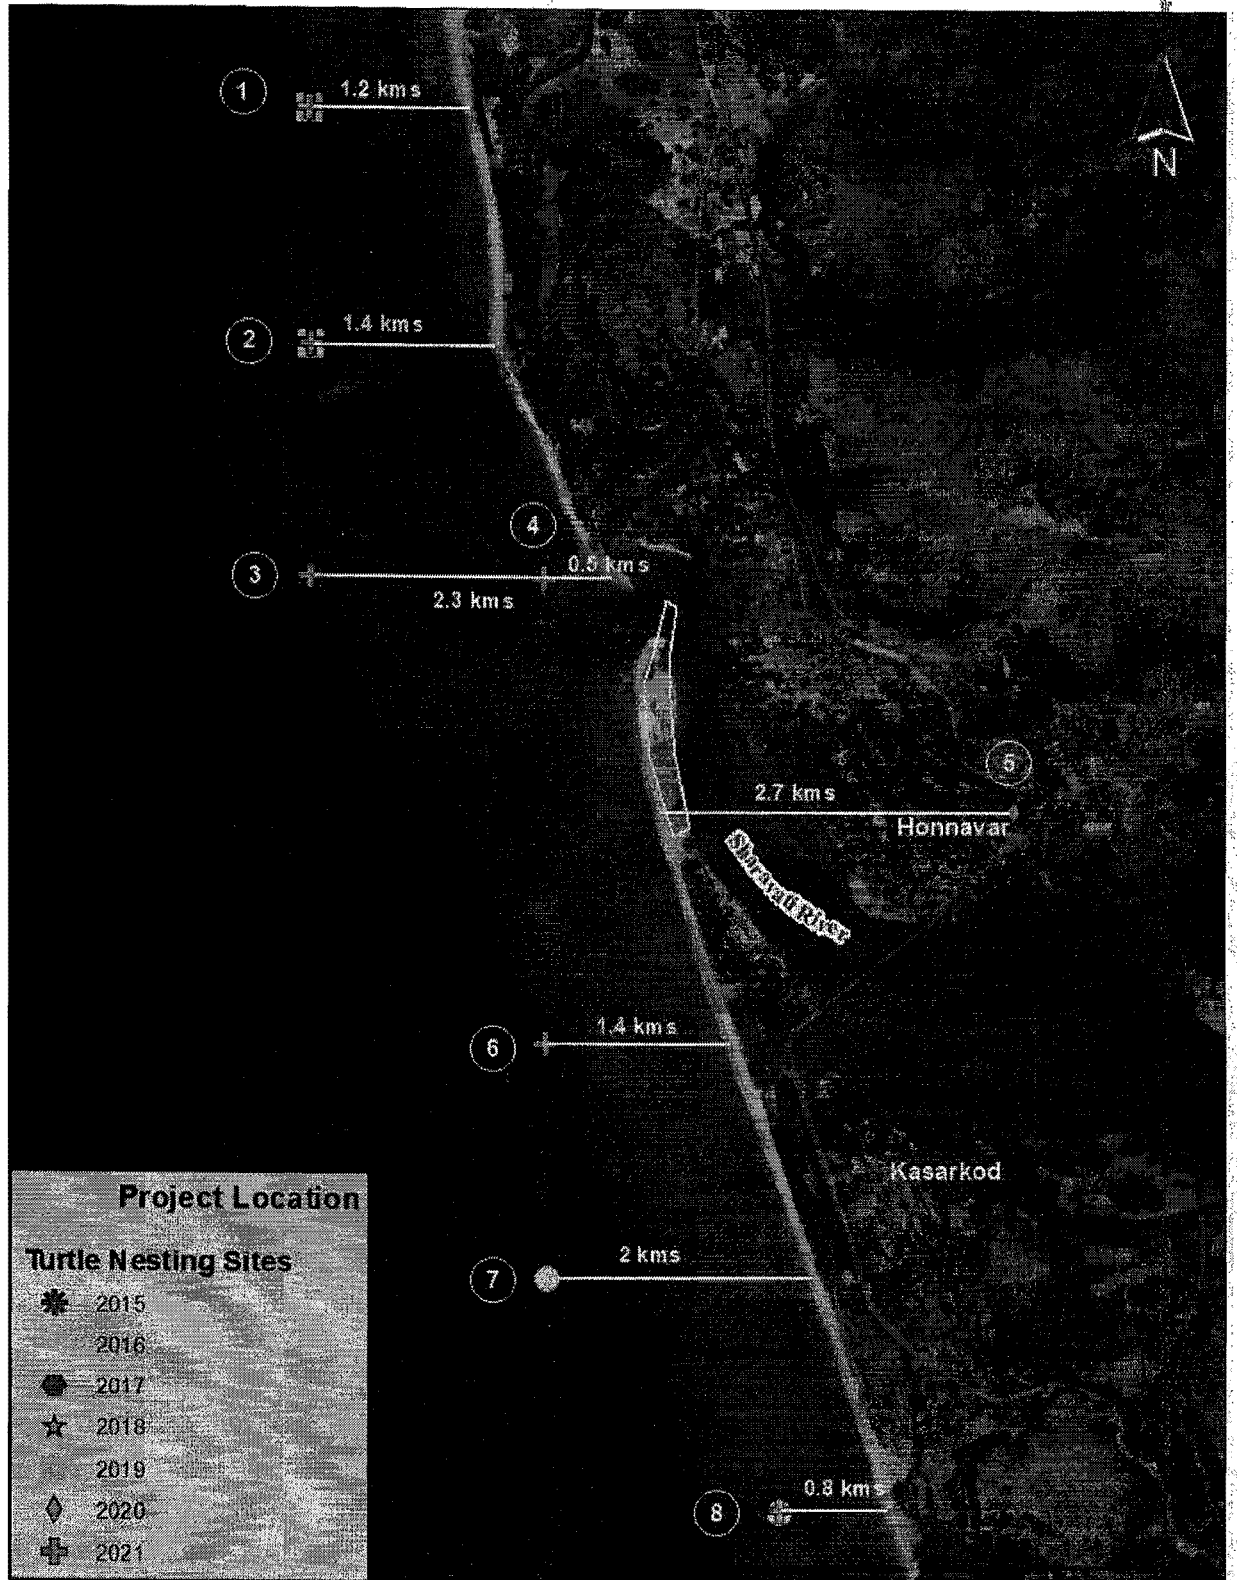 1
1.2 kms
N
2
1.4 kms
4
3
0.5 kms
2.3 kms
5
2.7 kms
Honnavar
Shravati River
1.4 kms
6
Kasarkod
Project Location
Turtle Nesting Sites
2 kms
7
2015
2016
2017
2018
2019
2020
2021
0.8 kms
8